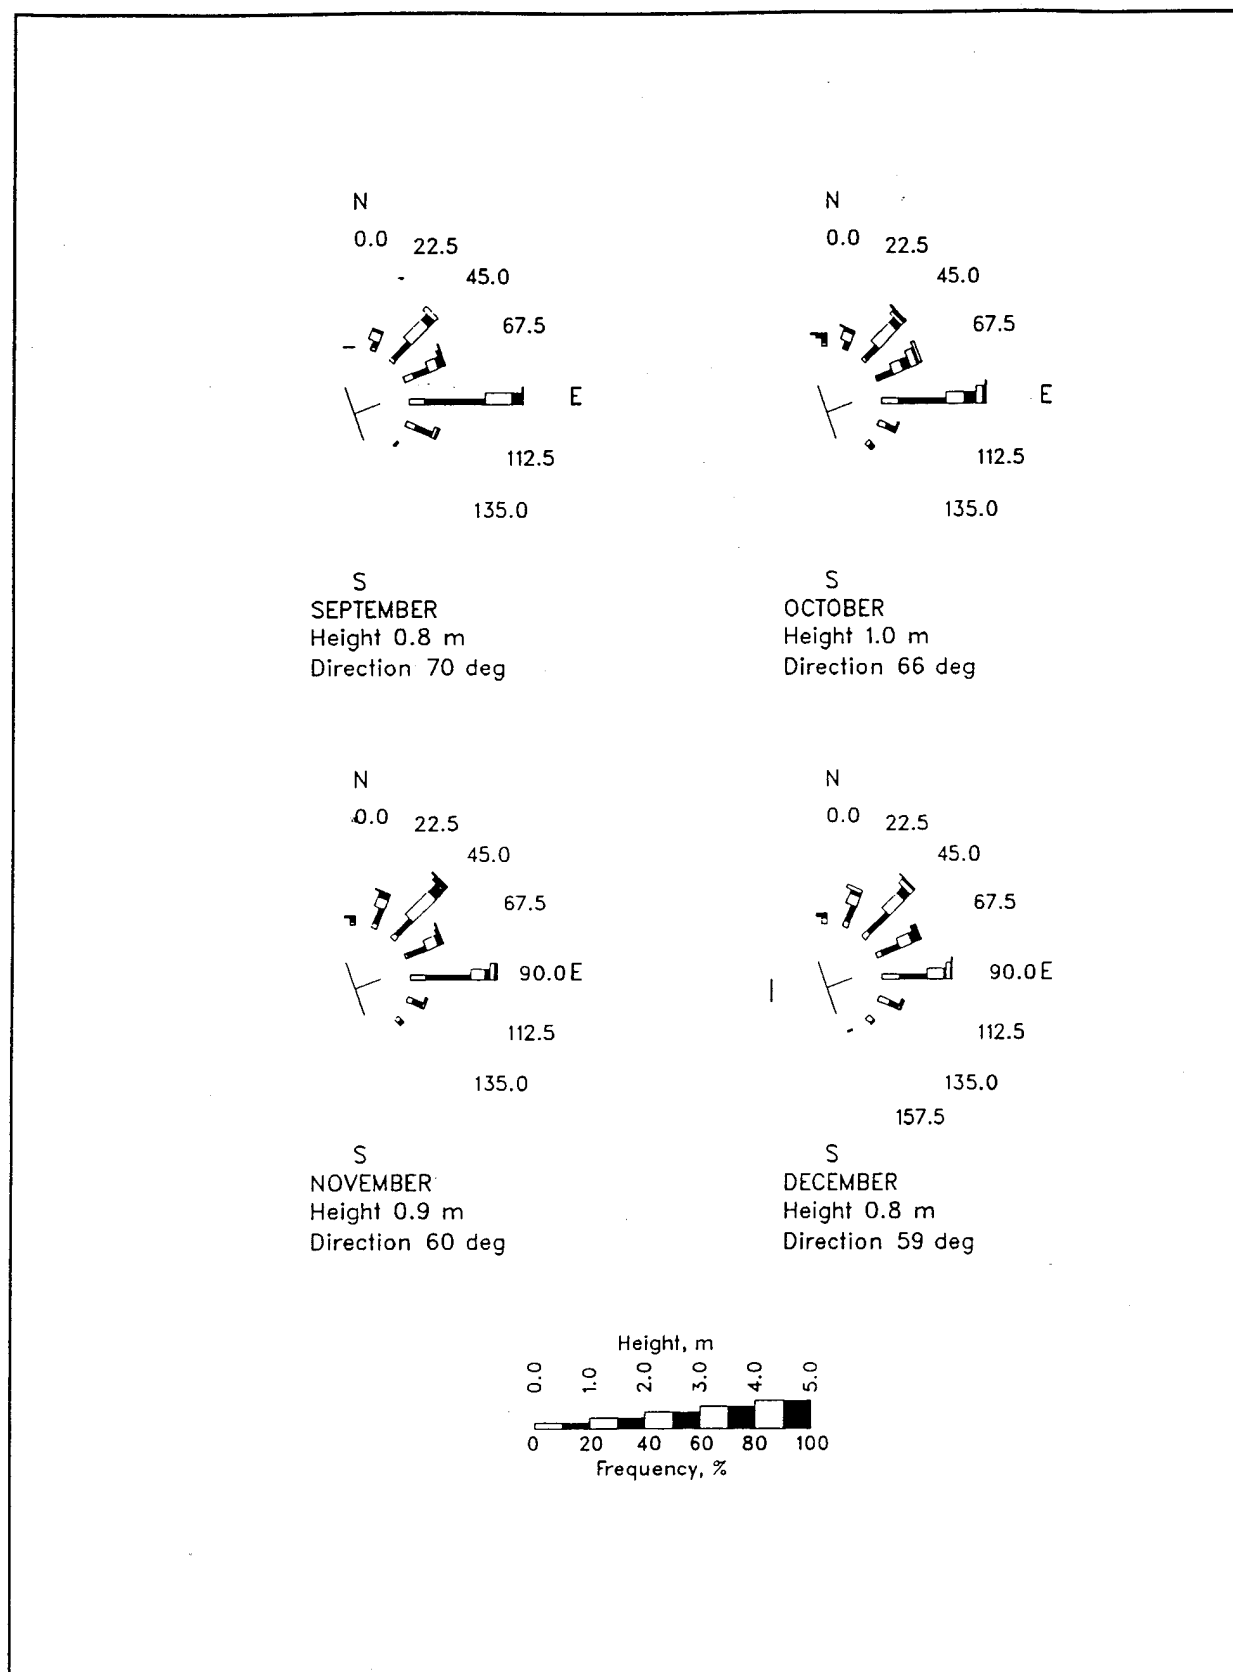 N
0.0 22.5
45.0
67.5
E
112.5
135.0
S
SEPTEMBER
Height 0.8 m
Direction 70 deg
N
0.0 22.5
45.0
67.5
E
112.5
135.0
S
OCTOBER
Height 1.0 m
Direction 66 deg
N
0.0 22.5
45.0
67.5
90.0 E
112.5
135.0
S
NOVEMBER
Height 0.9 m
Direction 60 deg
N
0.0 22.5
45.0
67.5
90.0 E
112.5
135.0
157.5
S
DECEMBER
Height 0.8 m
Direction 59 deg
Height, m
0.0 1.0 2.0 3.0 4.0 5.0
0 20 40 60 80 100
Frequency, %